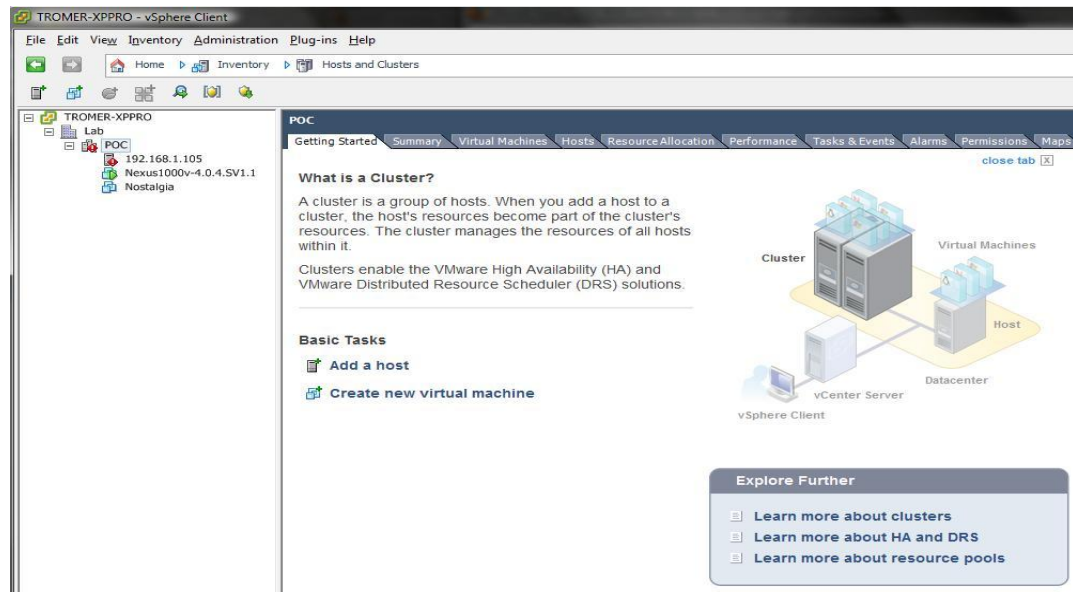 TROMER-XPPRO - vSphere Client
File Edit View Inventory Administration Plug-ins Help
Home Inventory Hosts and Clusters
TROMER-XPPRO
Lab
POC
192.168.1.105
Nexus1000v-4.0.4.SV1.1
Nostalgia
POC
Getting Started Summary Virtual Machines Hosts Resource Allocation Performance Tasks & Events Alarms Permissions Maps
close tab X
What is a Cluster?
A cluster is a group of hosts. When you add a host to a
cluster, the host's resources become part of the cluster's
resources. The cluster manages the resources of all hosts
within it.
Clusters enable the VMware High Availability (HA) and
VMware Distributed Resource Scheduler (DRS) solutions.
Basic Tasks
Add a host
Create new virtual machine
Cluster
Virtual Machines
Host
Datacenter
vCenter Server
vSphere Client
Explore Further
Learn more about clusters
Learn more about HA and DRS
Learn more about resource pools